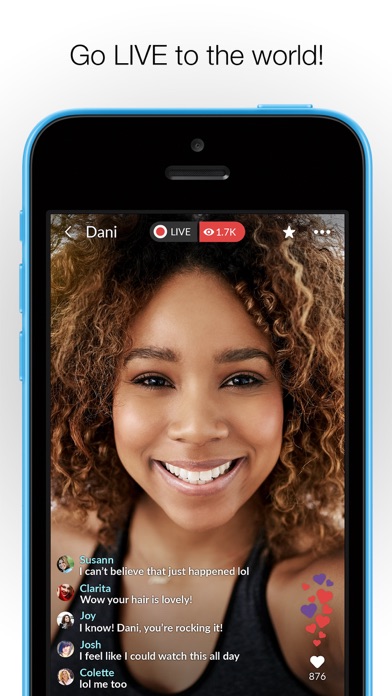 Go LIVE to the world!
Dani LIVE 1.7K
Susann
I can't believe that just happened lol
Clarita
Wow your hair is lovely!
Joy
I know! Dani, you're rocking it!
Josh
I feel like I could watch this all day
Colette
lol me too
876